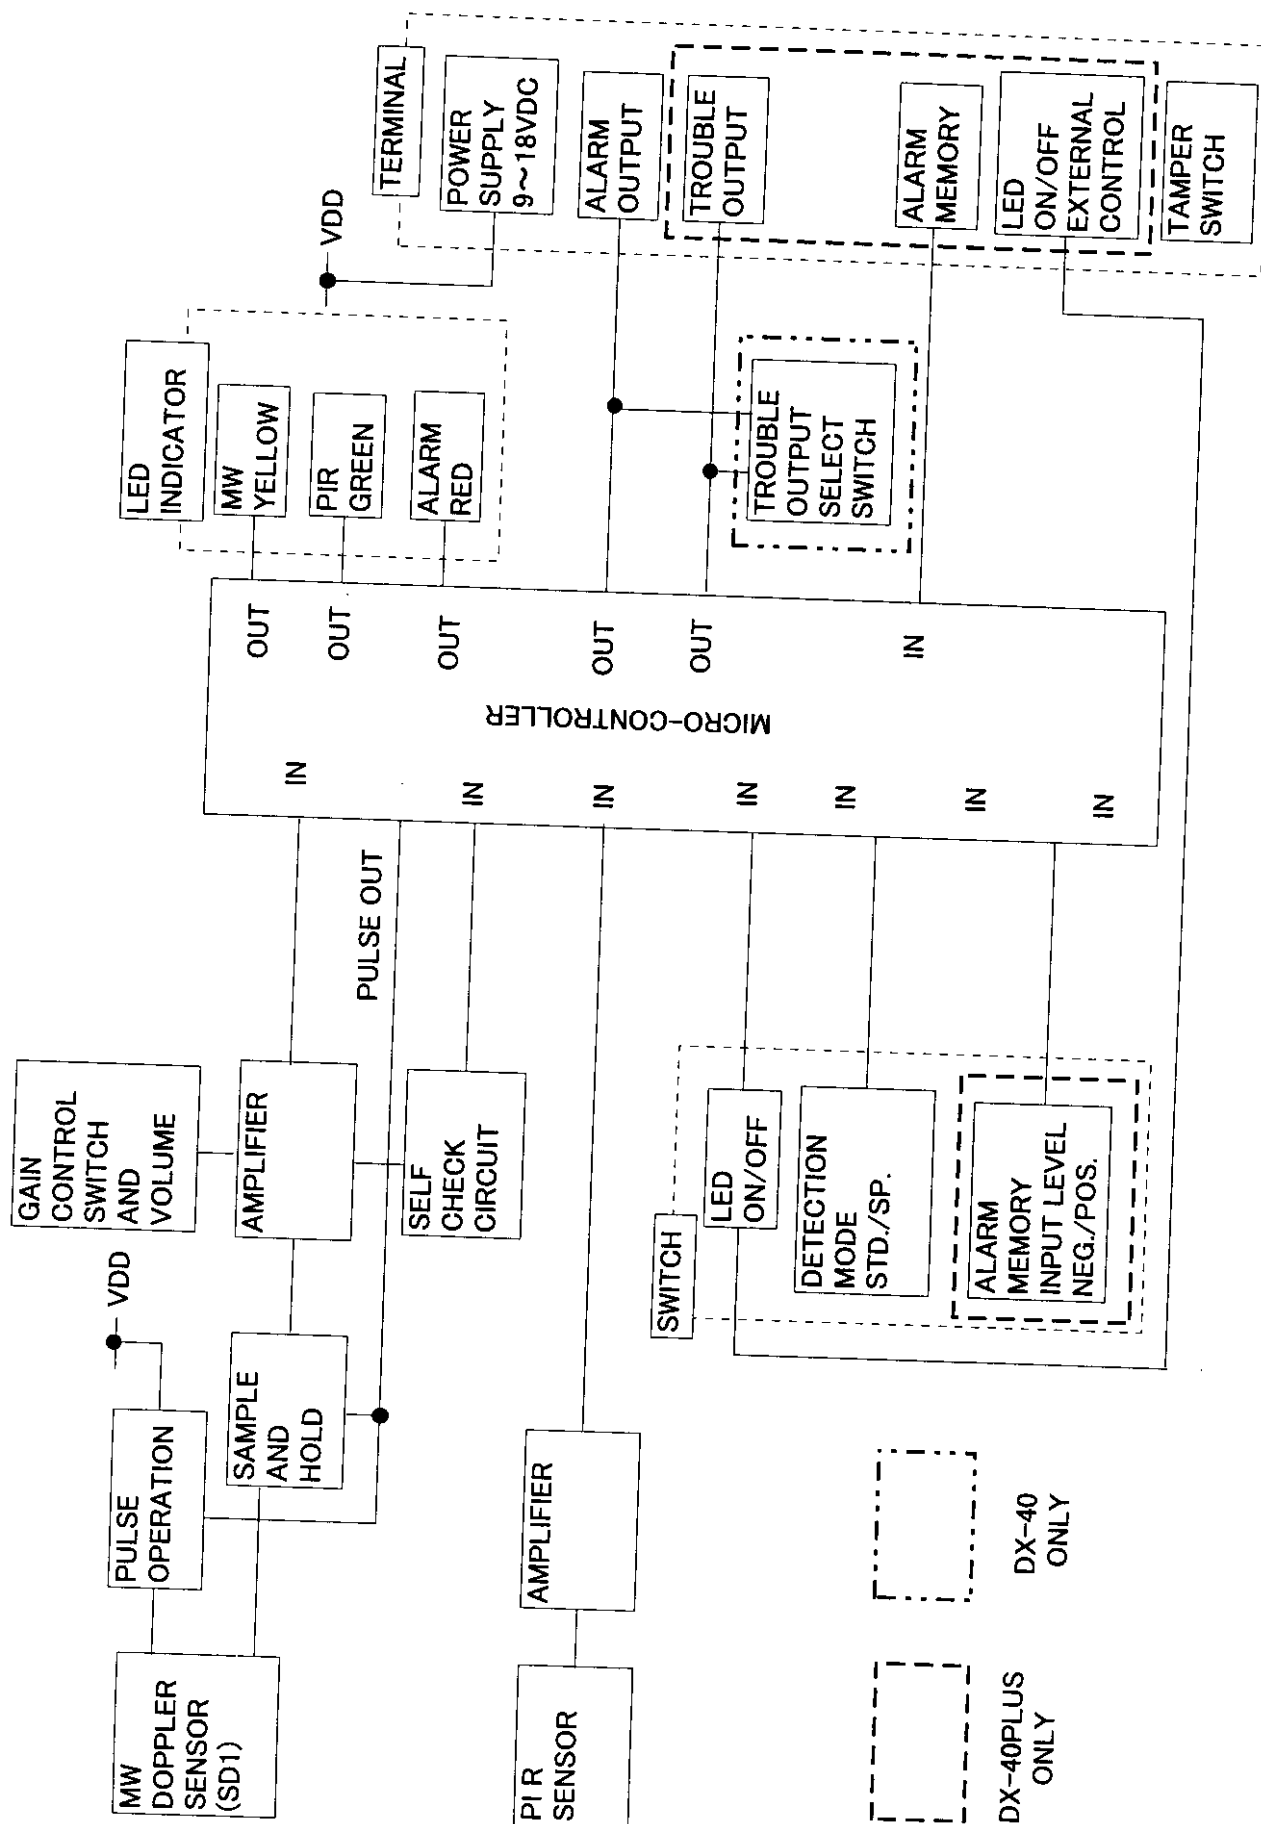 MW
DOPPLER
SENSOR
(SD1)
PULSE
OPERATION
VDD
SAMPLE
AND
HOLD
GAIN
CONTROL
SWITCH
AND
VOLUME
AMPLIFIER
SELF
CHECK
CIRCUIT
PULSE OUT
PI R
SENSOR
AMPLIFIER
SWITCH
LED
ON/OFF
DETECTION
MODE
STD./SP.
ALARM
MEMORY
INPUT LEVEL
NEG./POS.
MICRO-CONTROLLER
IN
IN
IN
IN
IN
IN
IN
OUT
OUT
OUT
OUT
OUT
IN
LED
INDICATOR
MW
YELLOW
PIR
GREEN
ALARM
RED
VDD
TROUBLE
OUTPUT
SELECT
SWITCH
TERMINAL
POWER
SUPPLY
9~18VDC
ALARM
OUTPUT
TROUBLE
OUTPUT
ALARM
MEMORY
LED
ON/OFF
EXTERNAL
CONTROL
TAMPER
SWITCH
DX-40PLUS
ONLY
DX-40
ONLY